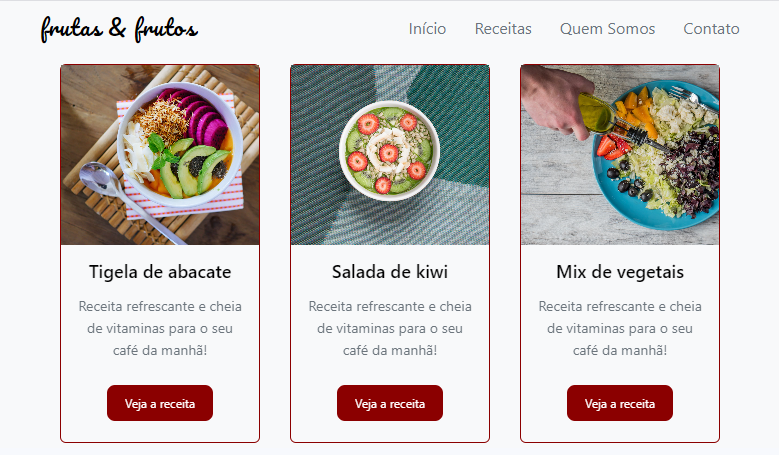 frutas & frutos
Início
Receitas
Quem Somos
Contato
Tigela de abacate
Receita refrescante e cheia
de vitaminas para o seu
café da manhã!
Veja a receita
Salada de kiwi
Receita refrescante e cheia
de vitaminas para o seu
café da manhã!
Veja a receita
Mix de vegetais
Receita refrescante e cheia
de vitaminas para o seu
café da manhã!
Veja a receita